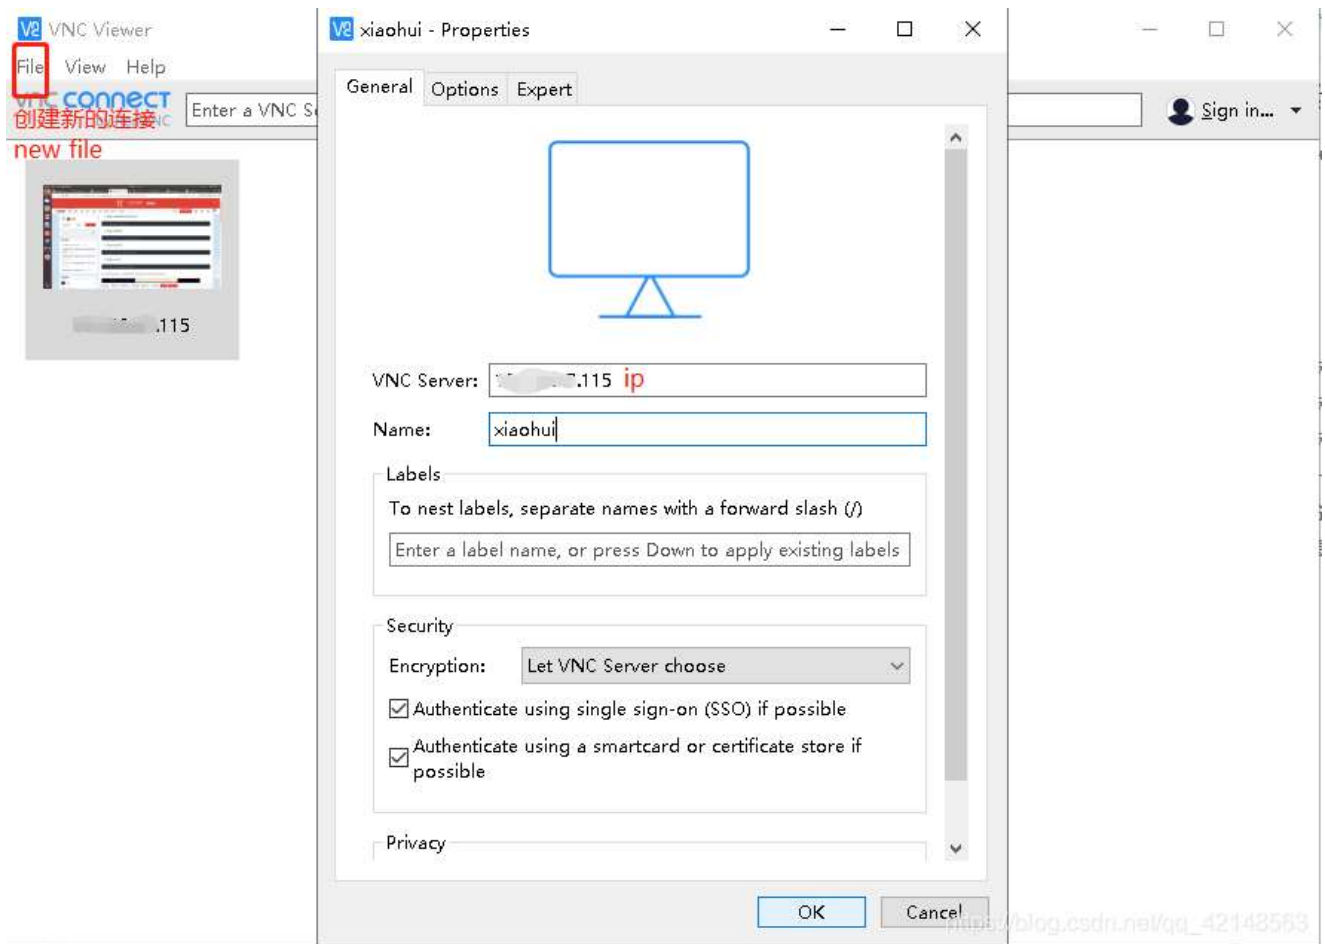 VNC Viewer
File View Help
VNC CONNECT
Enter a VNC S
Sign in...
创建新的连接
new file
.115
xiaohui - Properties
General Options Expert
VNC Server: .115 ip
Name: xiaohui
Labels
To nest labels, separate names with a forward slash (/)
Enter a label name, or press Down to apply existing labels
Security
Encryption: Let VNC Server choose
Authenticate using single sign-on (SSO) if possible
Authenticate using a smartcard or certificate store if
possible
Privacy
OK Cancel
https://blog.csdn.net/qq_42148563